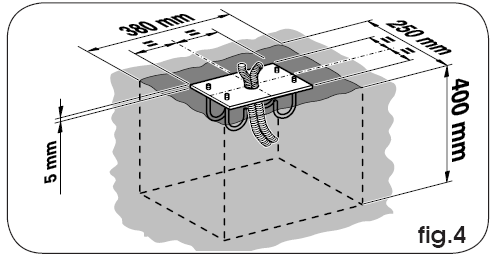 380 mm
250 mm
=
=
=
=
400 mm
5 mm
fig.4